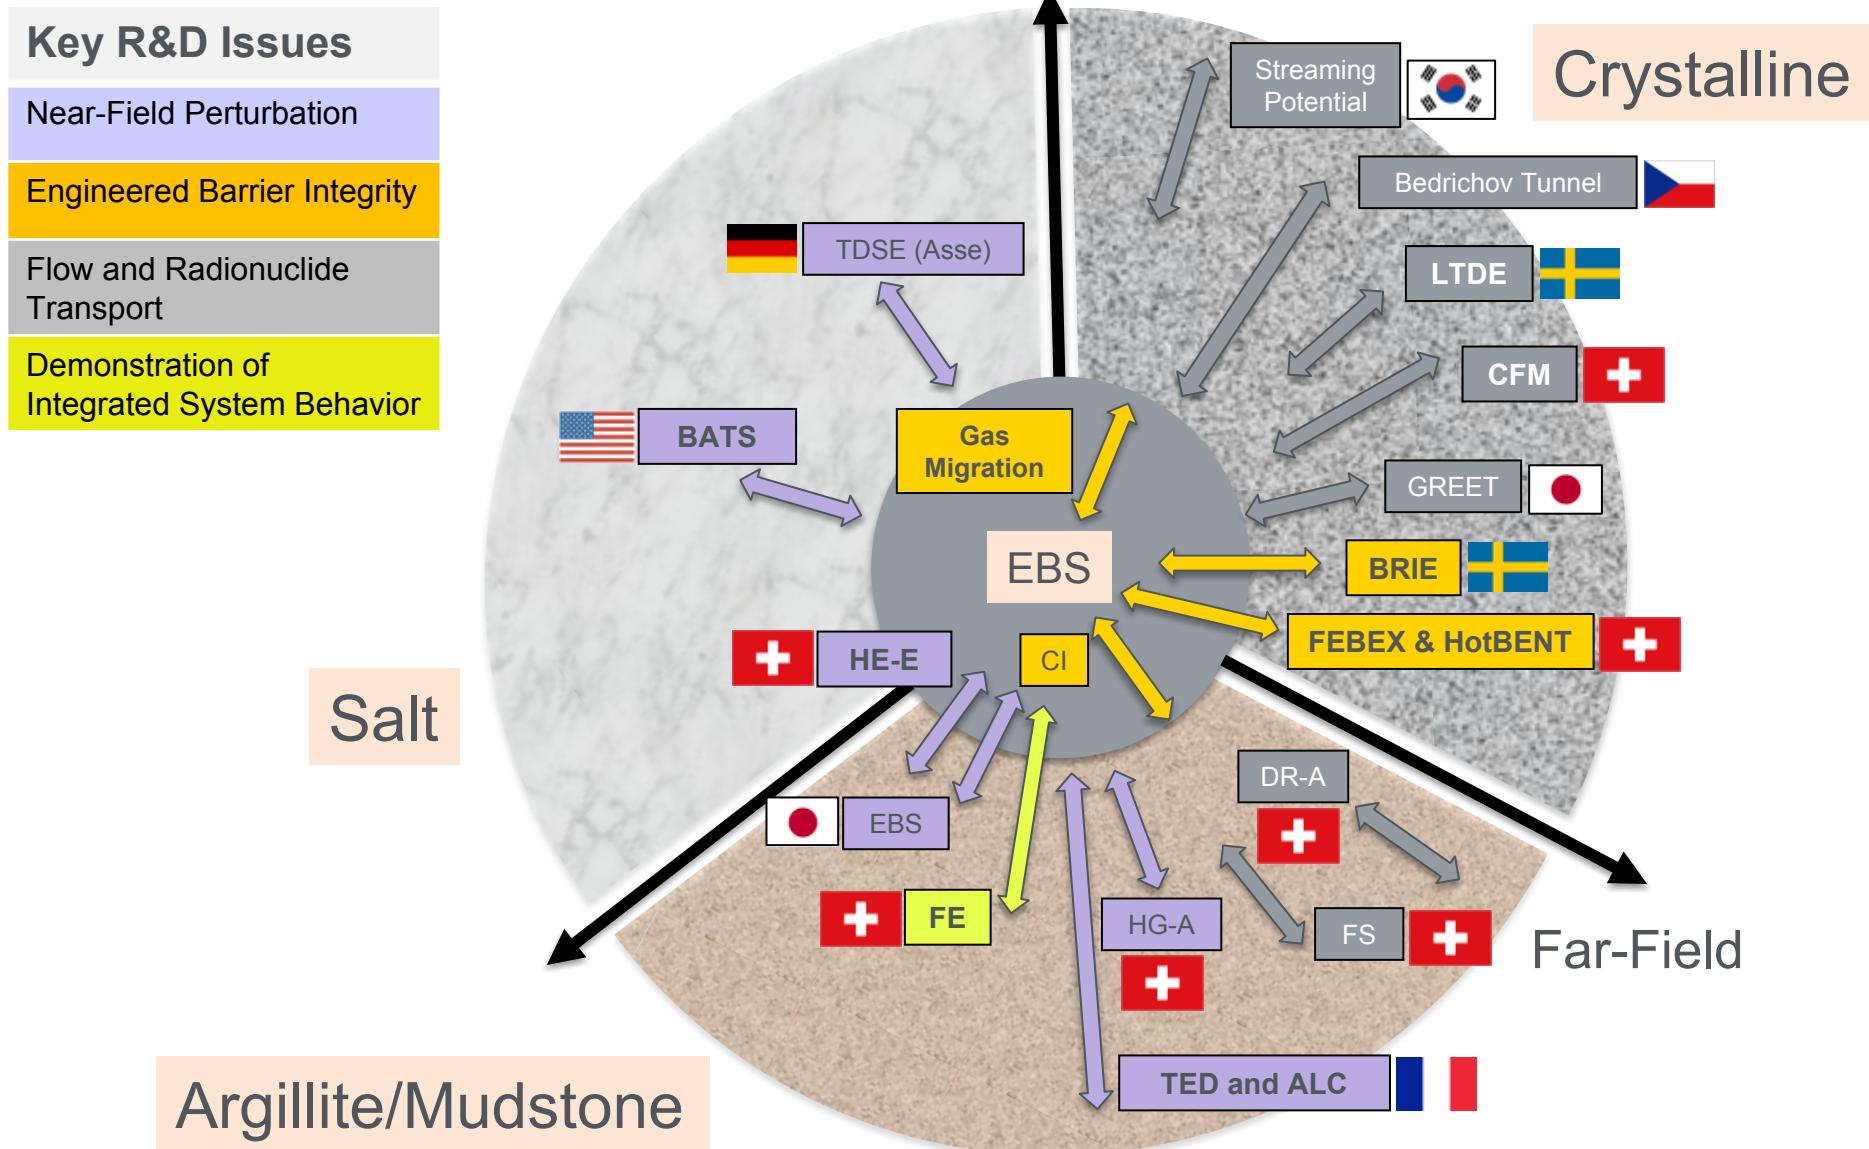 Key R&D Issues
Near-Field Perturbation
Engineered Barrier Integrity
Flow and Radionuclide
Transport
Demonstration of
Integrated System Behavior
Crystalline
Streaming
Potential
Bedrichov Tunnel
TDSE (Asse)
LTDE
CFM
BATS
Gas
Migration
GREET
EBS
BRIE
FEBEX & HotBENT
HE-E
CI
Salt
DR-A
EBS
FE
HG-A
FS
Far-Field
TED and ALC
Argillite/Mudstone